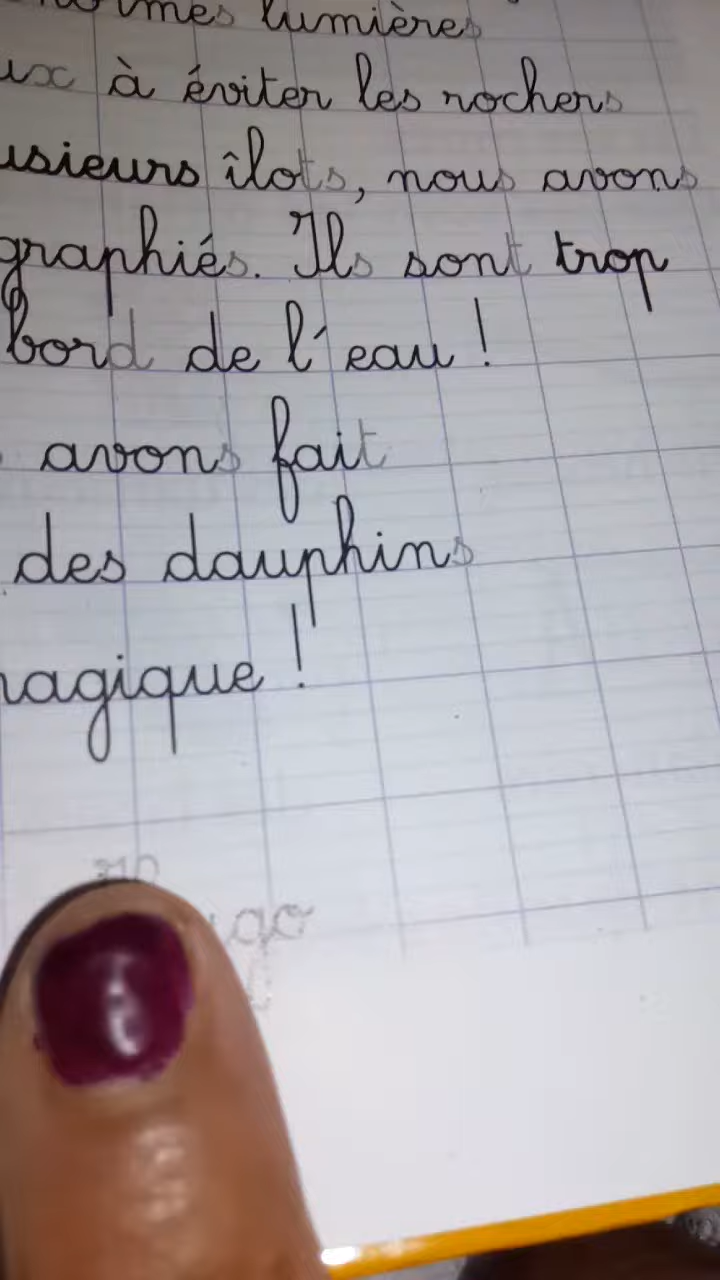 lumières
à éviter les rochers
îlots, nous avons
graphiés. Ils sont trop
bord de l'eau !
avons fait
des dauphins
agique !
go